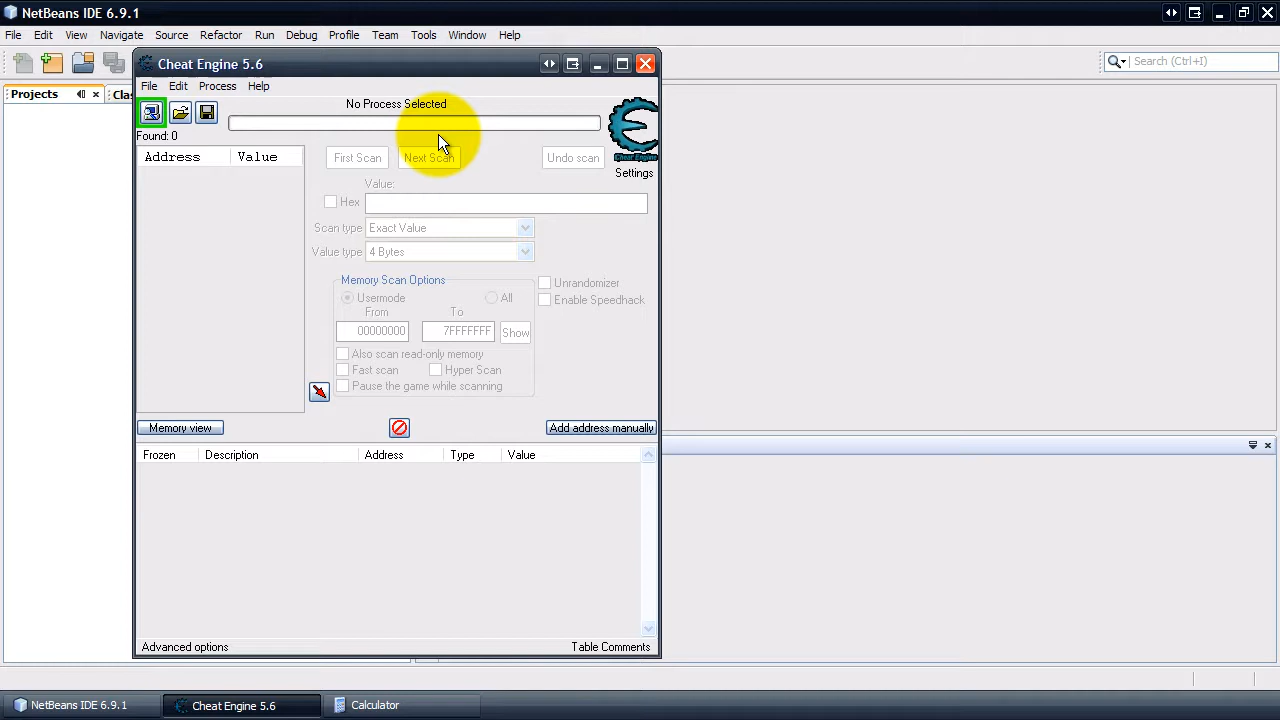 NetBeans IDE 6.9.1
File Edit View Navigate Source Refactor Run Debug Profile Team Tools Window Help
Search (Ctrl+I)
Projects
Cla
Cheat Engine 5.6
File Edit Process Help
No Process Selected
Found: 0
Cheat Engine
Settings
Address Value
First Scan Next Scan Undo scan
Value:
Hex
Scan type Exact Value
Value type 4 Bytes
Memory Scan Options
Unrandomizer
Usermode All
Enable Speedhack
From To
00000000 7FFFFFFF Show
Also scan read-only memory
Fast scan Hyper Scan
Pause the game while scanning
Memory view Add address manually
Frozen Description Address Type Value
Advanced options Table Comments
NetBeans IDE 6.9.1 Cheat Engine 5.6 Calculator